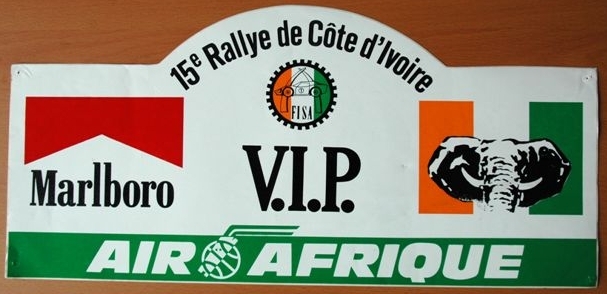 15e Rallye de Côte d'Ivoire
FISA
Marlboro
V.I.P.
AIR AFRIQUE